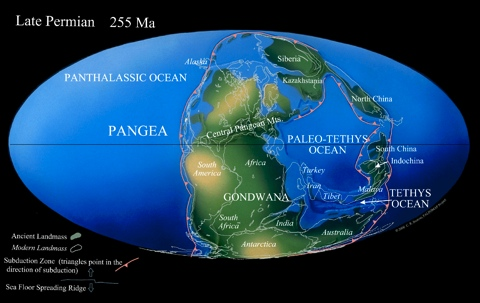 Late Permian 255 Ma
Alaska
Siberia
PANTHALASSIC OCEAN
Kazakhstania
North China
PANGEA
Central Pangean Mts.
PALEO-TETHYS
OCEAN
South China
Indochina
South
America
Africa
Turkey
Iran
Tibet
Malaya
GONDWANA
TETHYS
OCEAN
South
Africa
India
Australia
Antarctica
Ancient Landmass
Modern Landmass
Subduction Zone (triangles point in the
direction of subduction)
Sea Floor Spreading Ridge